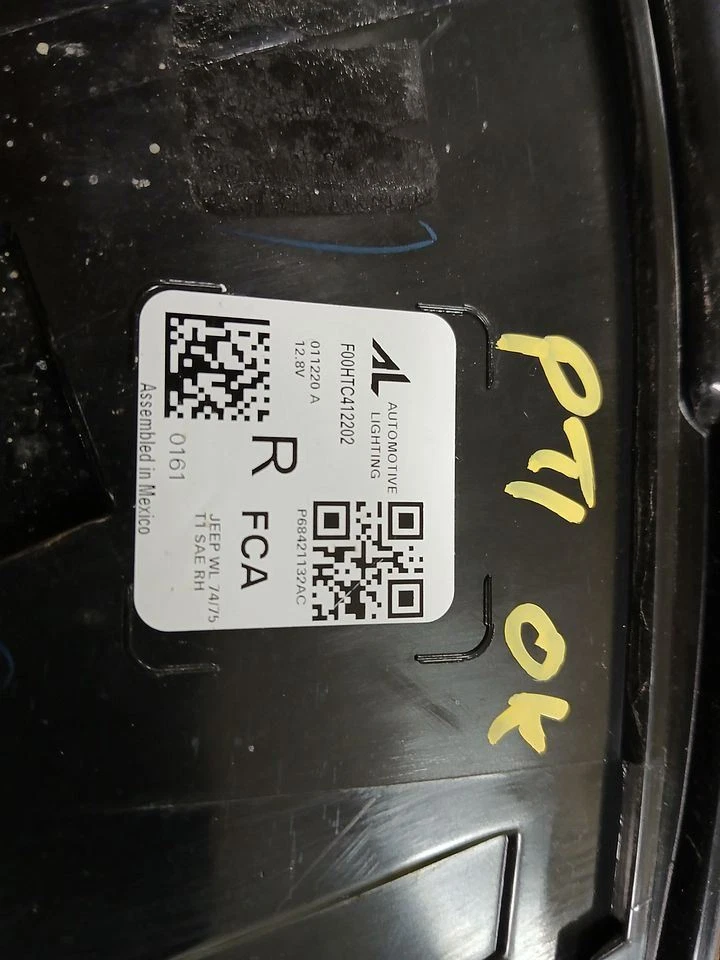 PTI OK
AL AUTOMOTIVE
LIGHTING
F00HTC412202
011220 A
12.8V
P68421132AC
R FCA
0161
JEEP WL 74/75
T1 SAE RH
Assembled in Mexico